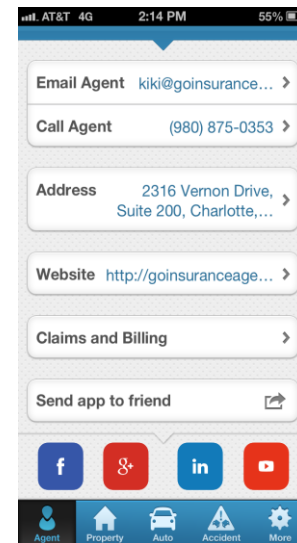 AT&T 4G 2:14 PM 55%
Email Agent kiki@goinsurance...
Call Agent (980) 875-0353
Address 2316 Vernon Drive,
Suite 200, Charlotte,...
Website http://goinsuranceage...
Claims and Billing
Send app to friend
f g+ in
Agent Property Auto Accident More